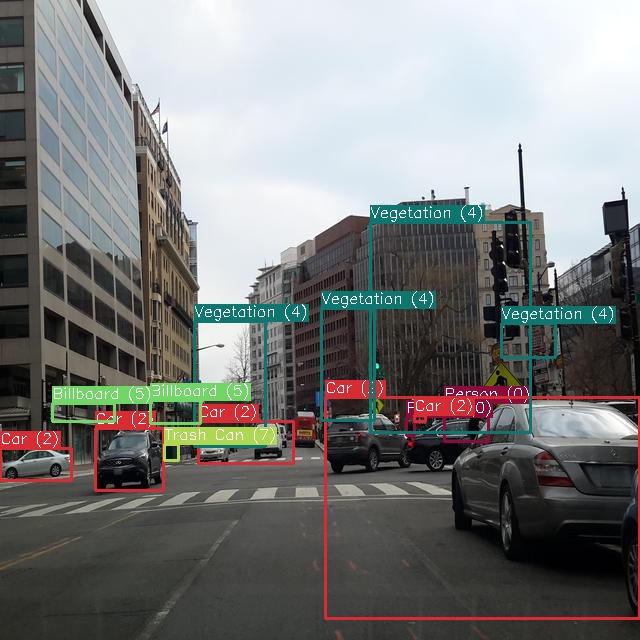 Vegetation (4)
Vegetation (4)
Vegetation (4)
Vegetation (4)
Car (2)
Billboard (5)
Billboard (5)
Person (0)
Car (2)
Car (2)
Car (2)
Trash Can (7)
Car (2)